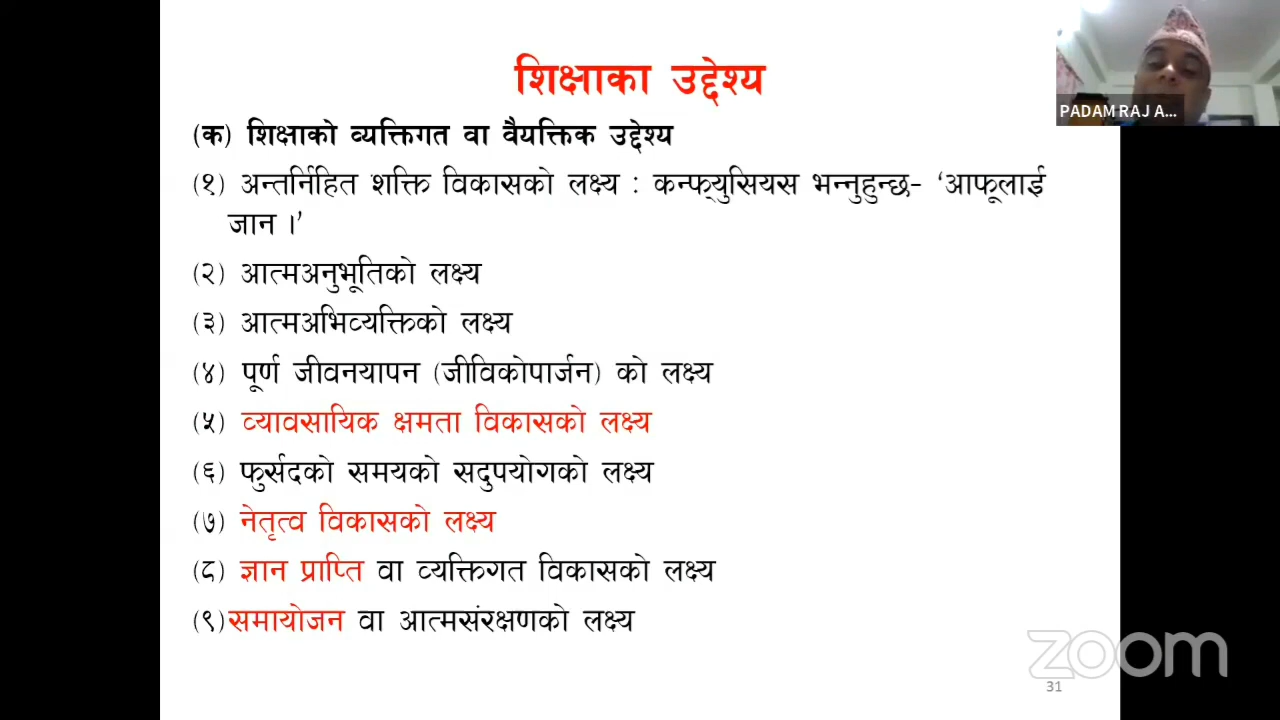 शिक्षाका उद्देश्य
(क) शिक्षाको व्यक्तिगत वा वैयक्तिक उद्देश्य
(१) अन्तर्निहित शक्ति विकासको लक्ष्य : कन्फ्युसियस भन्नुहुन्छ- ‘आफूलाई
जान ।’
(२) आत्मअनुभूतिको लक्ष्य
(३) आत्मअभिव्यक्तिको लक्ष्य
(४) पूर्ण जीवनयापन (जीविकोपार्जन) को लक्ष्य
(५) व्यावसायिक क्षमता विकासको लक्ष्य
(६) फुर्सदको समयको सदुपयोगको लक्ष्य
(७) नेतृत्व विकासको लक्ष्य
(८) ज्ञान प्राप्ति वा व्यक्तिगत विकासको लक्ष्य
(९)समायोजन वा आत्मसंरक्षणको लक्ष्य
PADAM RAJ A...
zoom
31